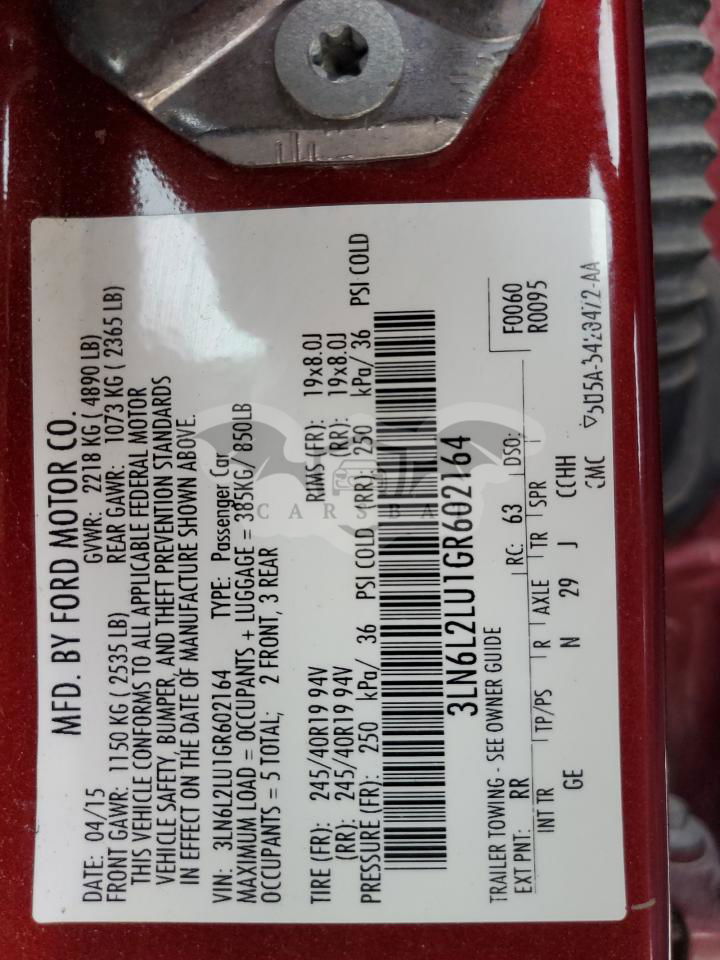 MFD. BY FORD MOTOR CO.
DATE: 04/15 GVWR: 2218 KG ( 4890 LB)
FRONT GAWR: 1150 KG ( 2535 LB) REAR GAWR: 1073 KG ( 2365 LB)
THIS VEHICLE CONFORMS TO ALL APPLICABLE FEDERAL MOTOR
VEHICLE SAFETY, BUMPER, AND THEFT PREVENTION STANDARDS
IN EFFECT ON THE DATE OF MANUFACTURE SHOWN ABOVE.
VIN: 3LN6L2LU1GR602164 TYPE: Passenger Car
MAXIMUM LOAD = OCCUPANTS + LUGGAGE = 385KG/ 850LB
OCCUPANTS = 5 TOTAL; 2 FRONT, 3 REAR
TIRE (FR): 245/40R19 94V RIMS (FR): 19x8.0J
(RR): 245/40R19 94V (RR): 19x8.0J
PRESSURE (FR): 250 kPa/ 36 PSI COLD (RR): 250 kPa/ 36 PSI COLD
3LN6L2LU1GR602164
TRAILER TOWING - SEE OWNER GUIDE F0060
EXT PNT: RR RC: 63 DSO: R0095
INT TR TP/PS R AXLE TR SPR
GE N 29 J CCHH
CMC
CARSBA